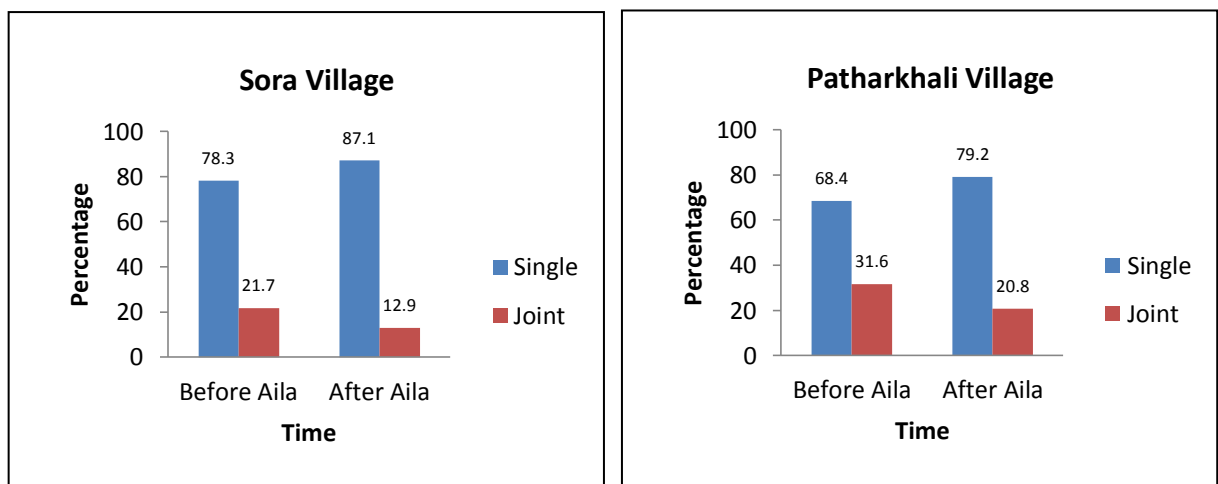 Sora Village
100
80
60
40
20
0
Percentage
78.3
21.7
87.1
12.9
Before Aila
After Aila
Time
Single
Joint
Patharkhali Village
100
80
60
40
20
0
Percentage
68.4
31.6
79.2
20.8
Before Aila
After Aila
Time
Single
Joint